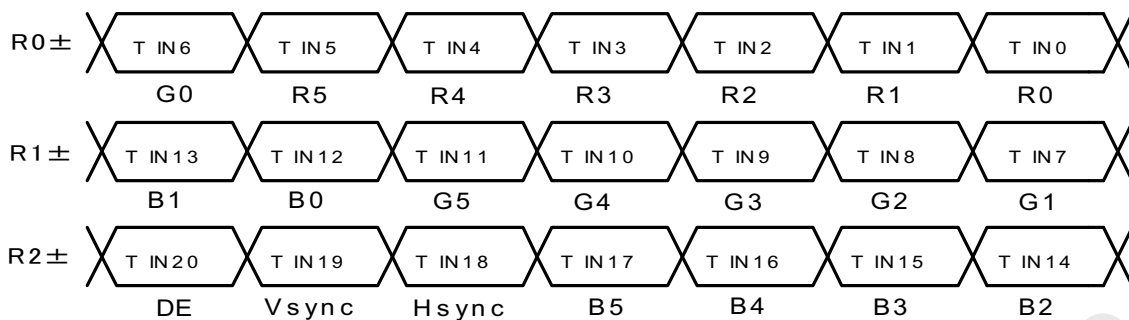 R0± T IN6 T IN5 T IN4 T IN3 T IN2 T IN1 T IN0
G0 R5 R4 R3 R2 R1 R0
R1± T IN13 T IN12 T IN11 T IN10 T IN9 T IN8 T IN7
B1 B0 G5 G4 G3 G2 G1
R2± T IN20 T IN19 T IN18 T IN17 T IN16 T IN15 T IN14
DE Vsync Hsync B5 B4 B3 B2